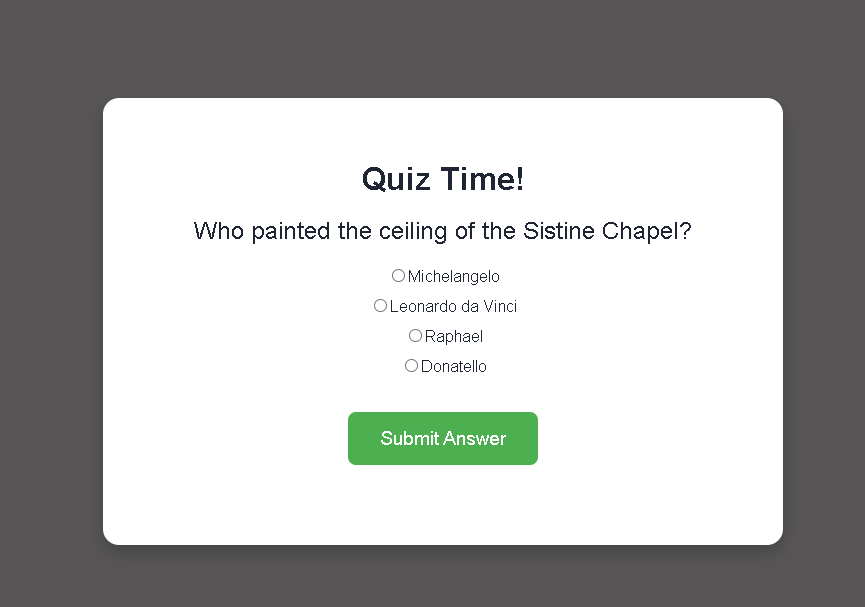 Quiz Time!
Who painted the ceiling of the Sistine Chapel?
Michelangelo
Leonardo da Vinci
Raphael
Donatello
Submit Answer